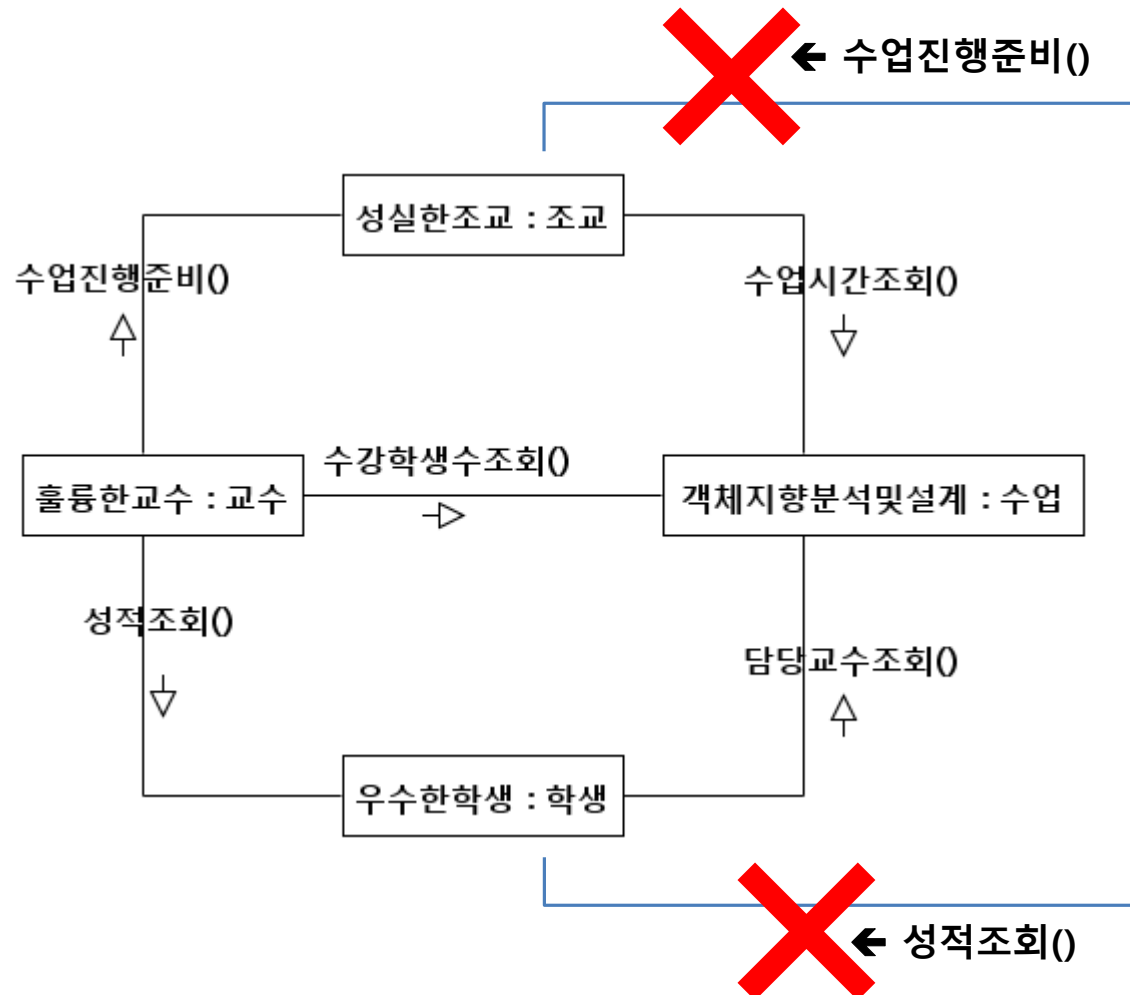 ← 수업진행준비()
성실한조교 : 조교
수업진행준비()
수업시간조회()
수강학생수조회()
훌륭한교수 : 교수
객체지향분석및설계 : 수업
성적조회()
담당교수조회()
우수한학생 : 학생
← 성적조회()